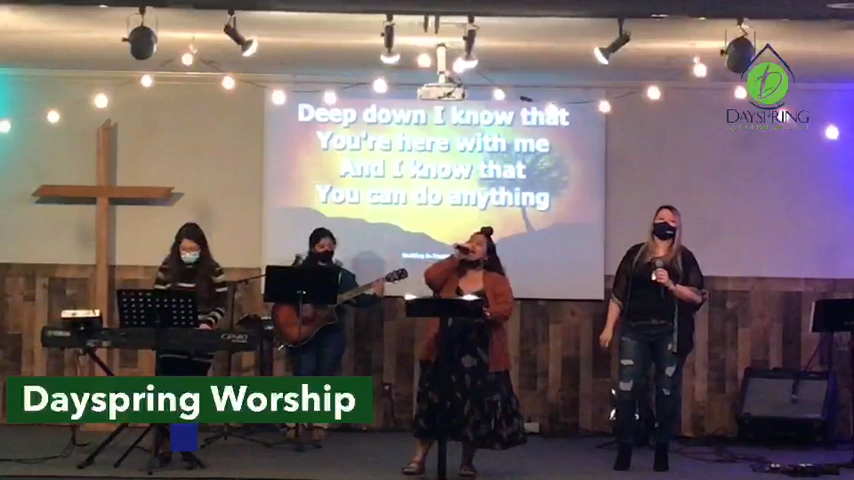 Deep down I know that
You're here with me
And I know that
You can do anything
DAYSPRING
Dayspring Worship